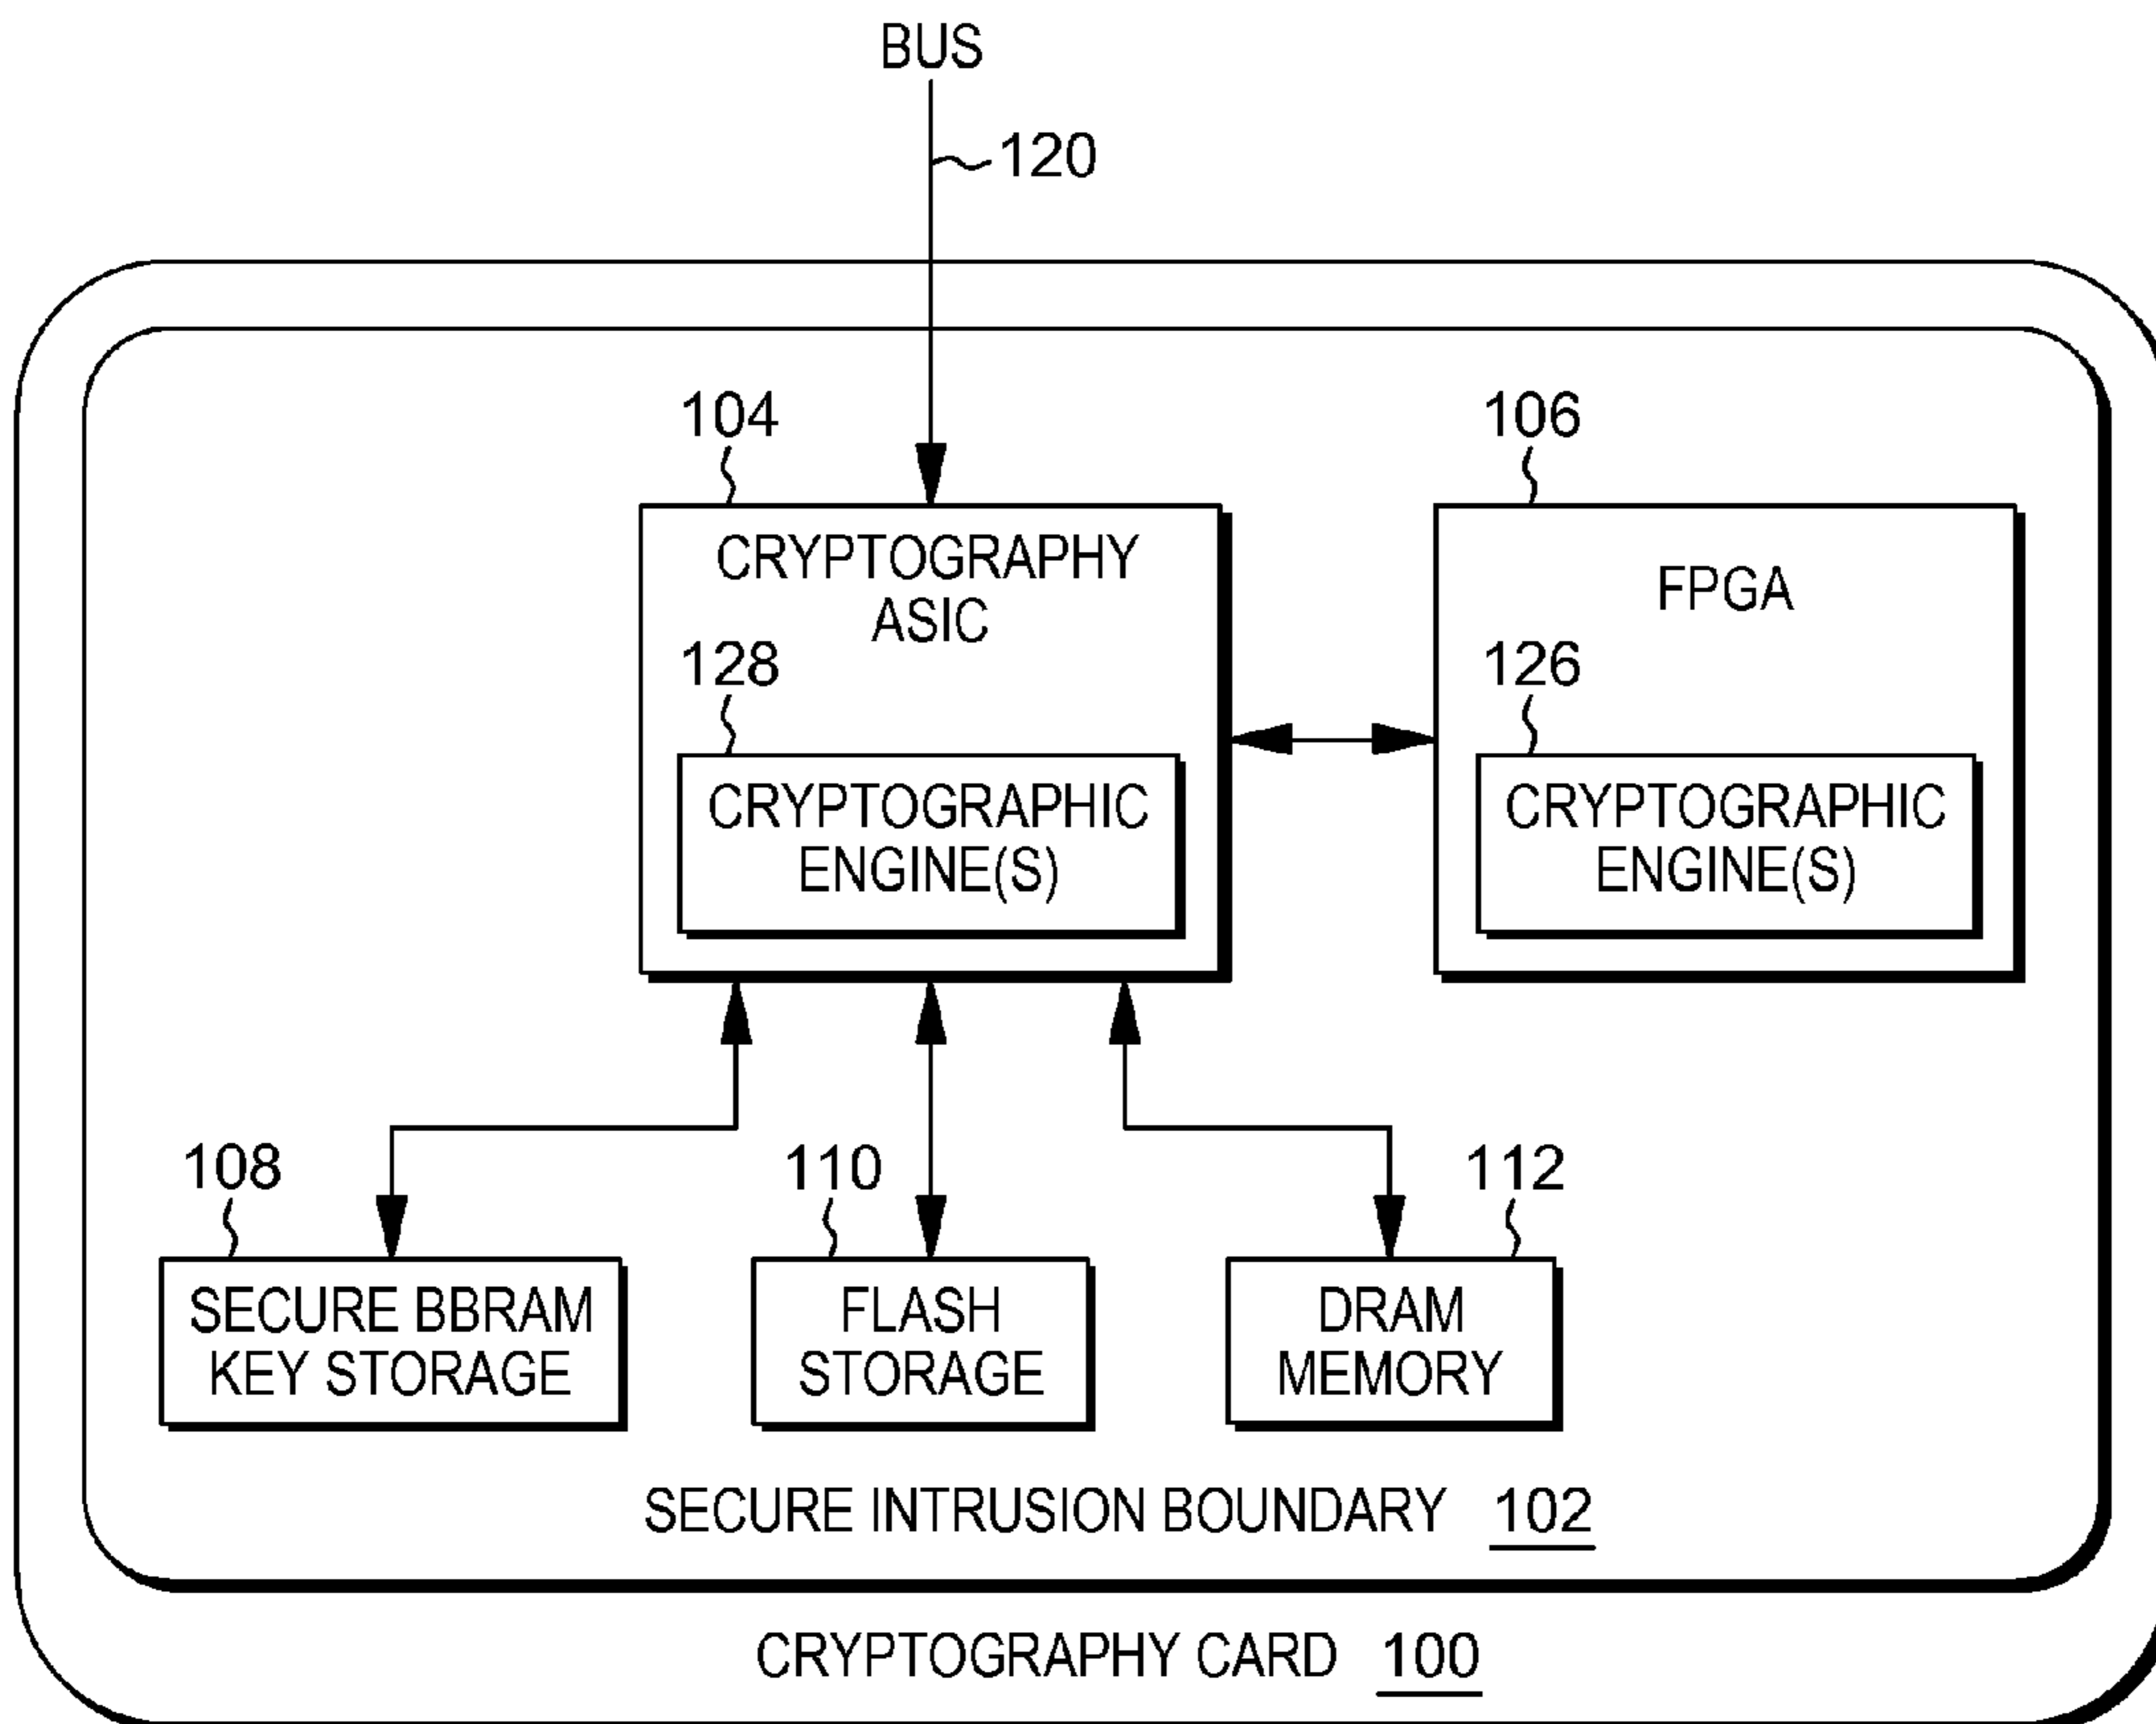 BUS
120
104
106
CRYPTOGRAPHY
ASIC
FPGA
128
126
CRYPTOGRAPHIC
ENGINE(S)
CRYPTOGRAPHIC
ENGINE(S)
108
110
112
SECURE BBRAM
KEY STORAGE
FLASH
STORAGE
DRAM
MEMORY
SECURE INTRUSION BOUNDARY 102
CRYPTOGRAPHY CARD 100